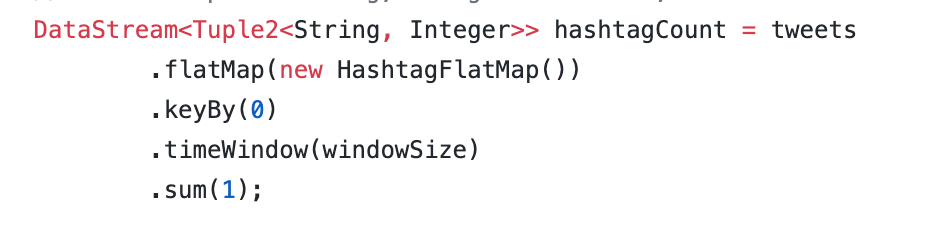 DataStream<Tuple2<String, Integer>> hashtagCount = tweets
.flatMap(new HashtagFlatMap())
.keyBy(0)
.timeWindow(windowSize)
.sum(1);